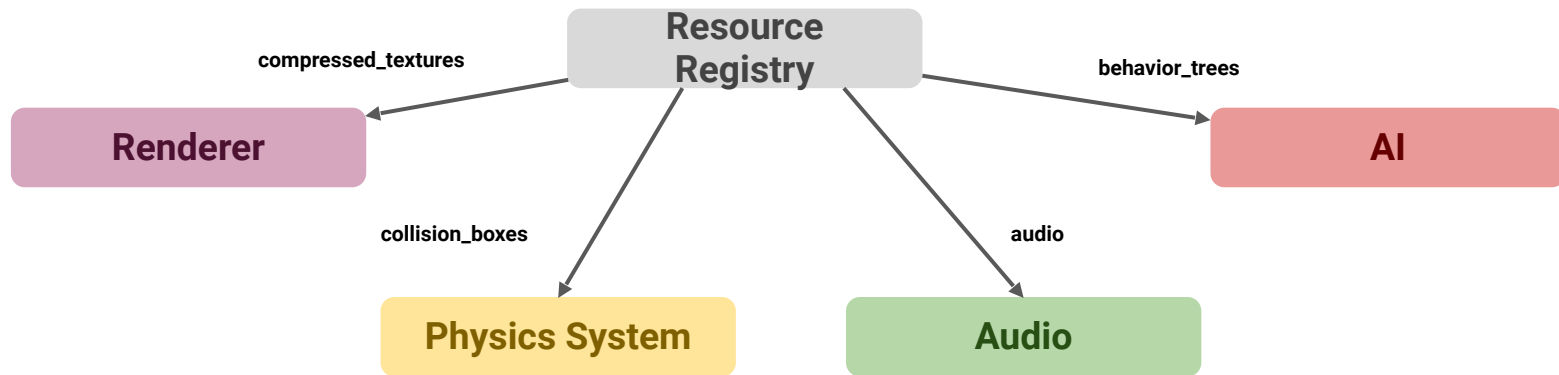 Resource
Registry
compressed_textures
behavior_trees
Renderer
AI
collision_boxes
audio
Physics System
Audio